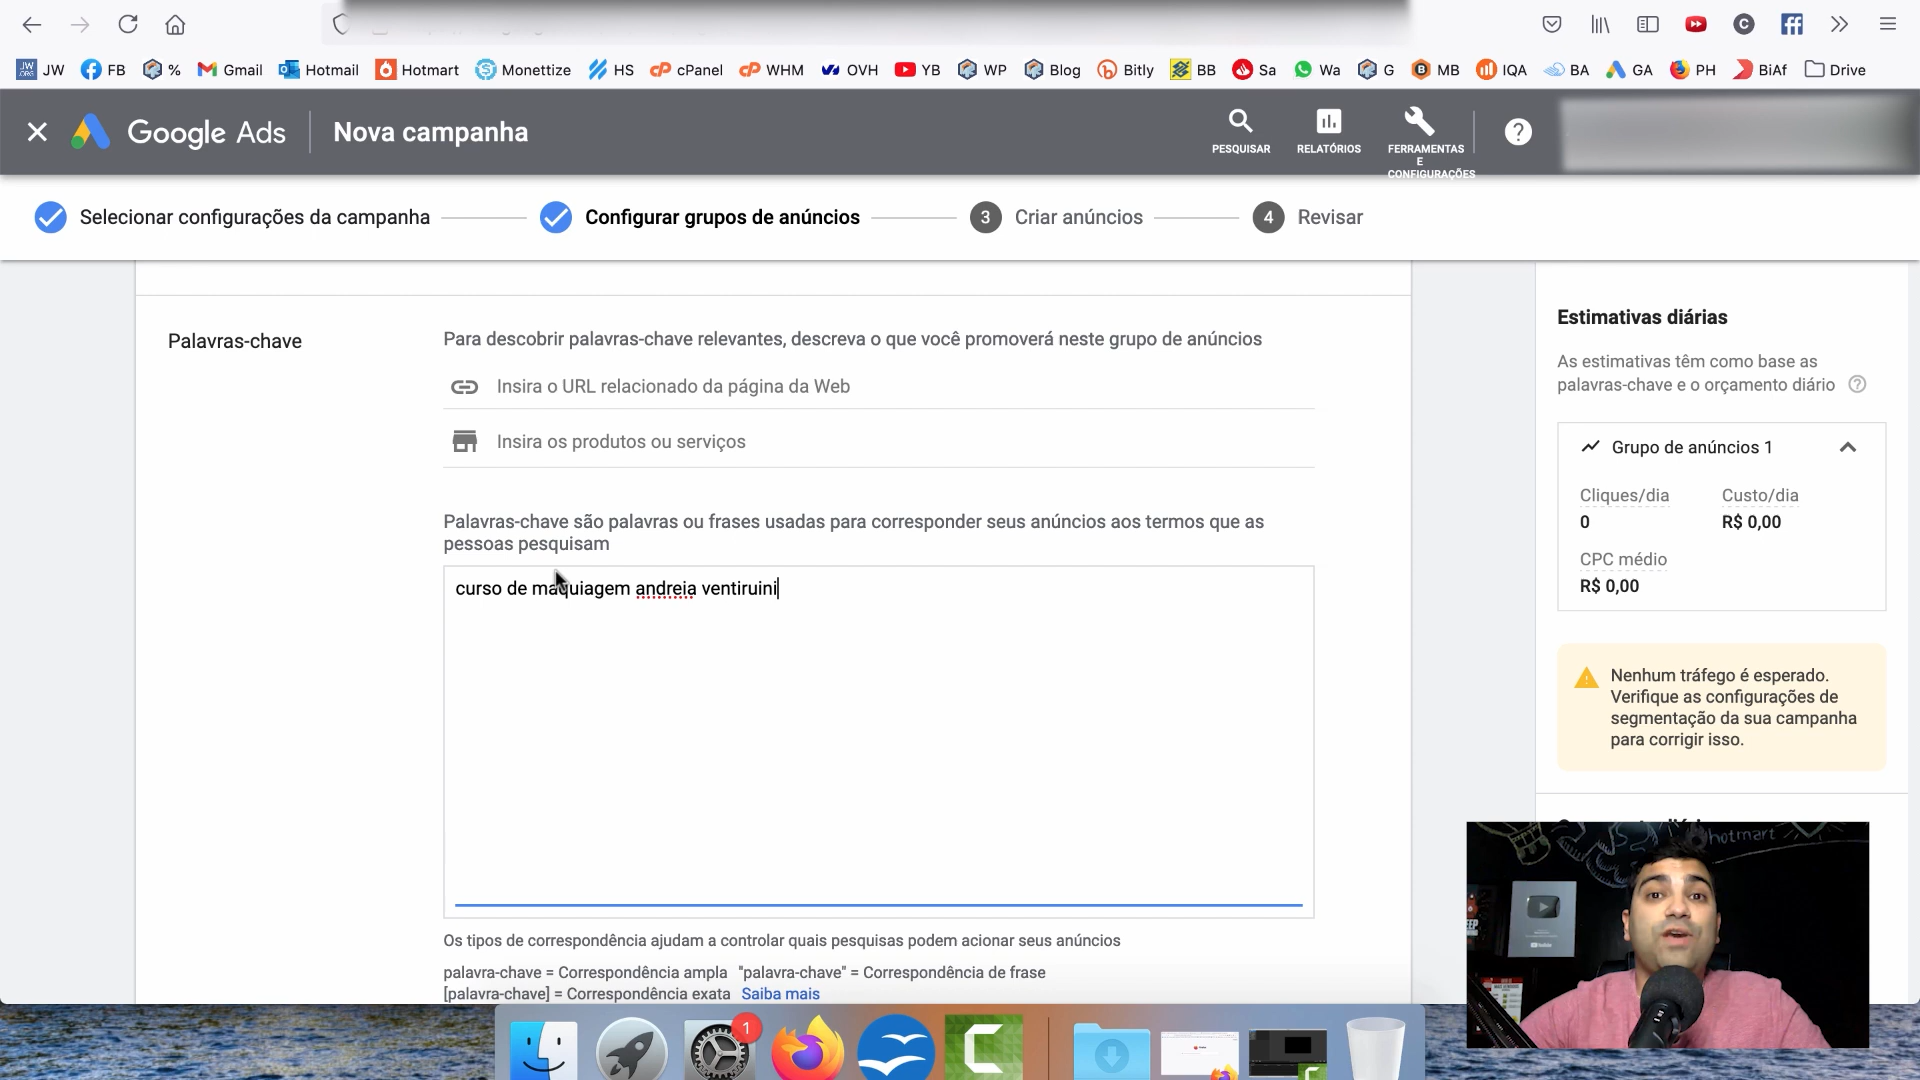 JW FB % Gmail Hotmail Hotmart Monettize HS cPanel WHM OVH YB WP Blog Bitly BB Sa Wa G MB IQA BA GA PH BiAf Drive
Google Ads Nova campanha
PESQUISAR RELATÓRIOS FERRAMENTAS
E
CONFIGURAÇÕES
Selecionar configurações da campanha Configurar grupos de anúncios 3 Criar anúncios 4 Revisar
Palavras-chave
Para descobrir palavras-chave relevantes, descreva o que você promoverá neste grupo de anúncios
Insira o URL relacionado da página da Web
Insira os produtos ou serviços
Palavras-chave são palavras ou frases usadas para corresponder seus anúncios aos termos que as
pessoas pesquisam
curso de maquiagem andreia ventiruini
Os tipos de correspondência ajudam a controlar quais pesquisas podem acionar seus anúncios
palavra-chave = Correspondência ampla "palavra-chave" = Correspondência de frase
[palavra-chave] = Correspondência exata Saiba mais
Estimativas diárias
As estimativas têm como base as
palavras-chave e o orçamento diário
Grupo de anúncios 1
Cliques/dia Custo/dia
0 R$ 0,00
CPC médio
R$ 0,00
Nenhum tráfego é esperado.
Verifique as configurações de
segmentação da sua campanha
para corrigir isso.
hotmart
YouTube
1